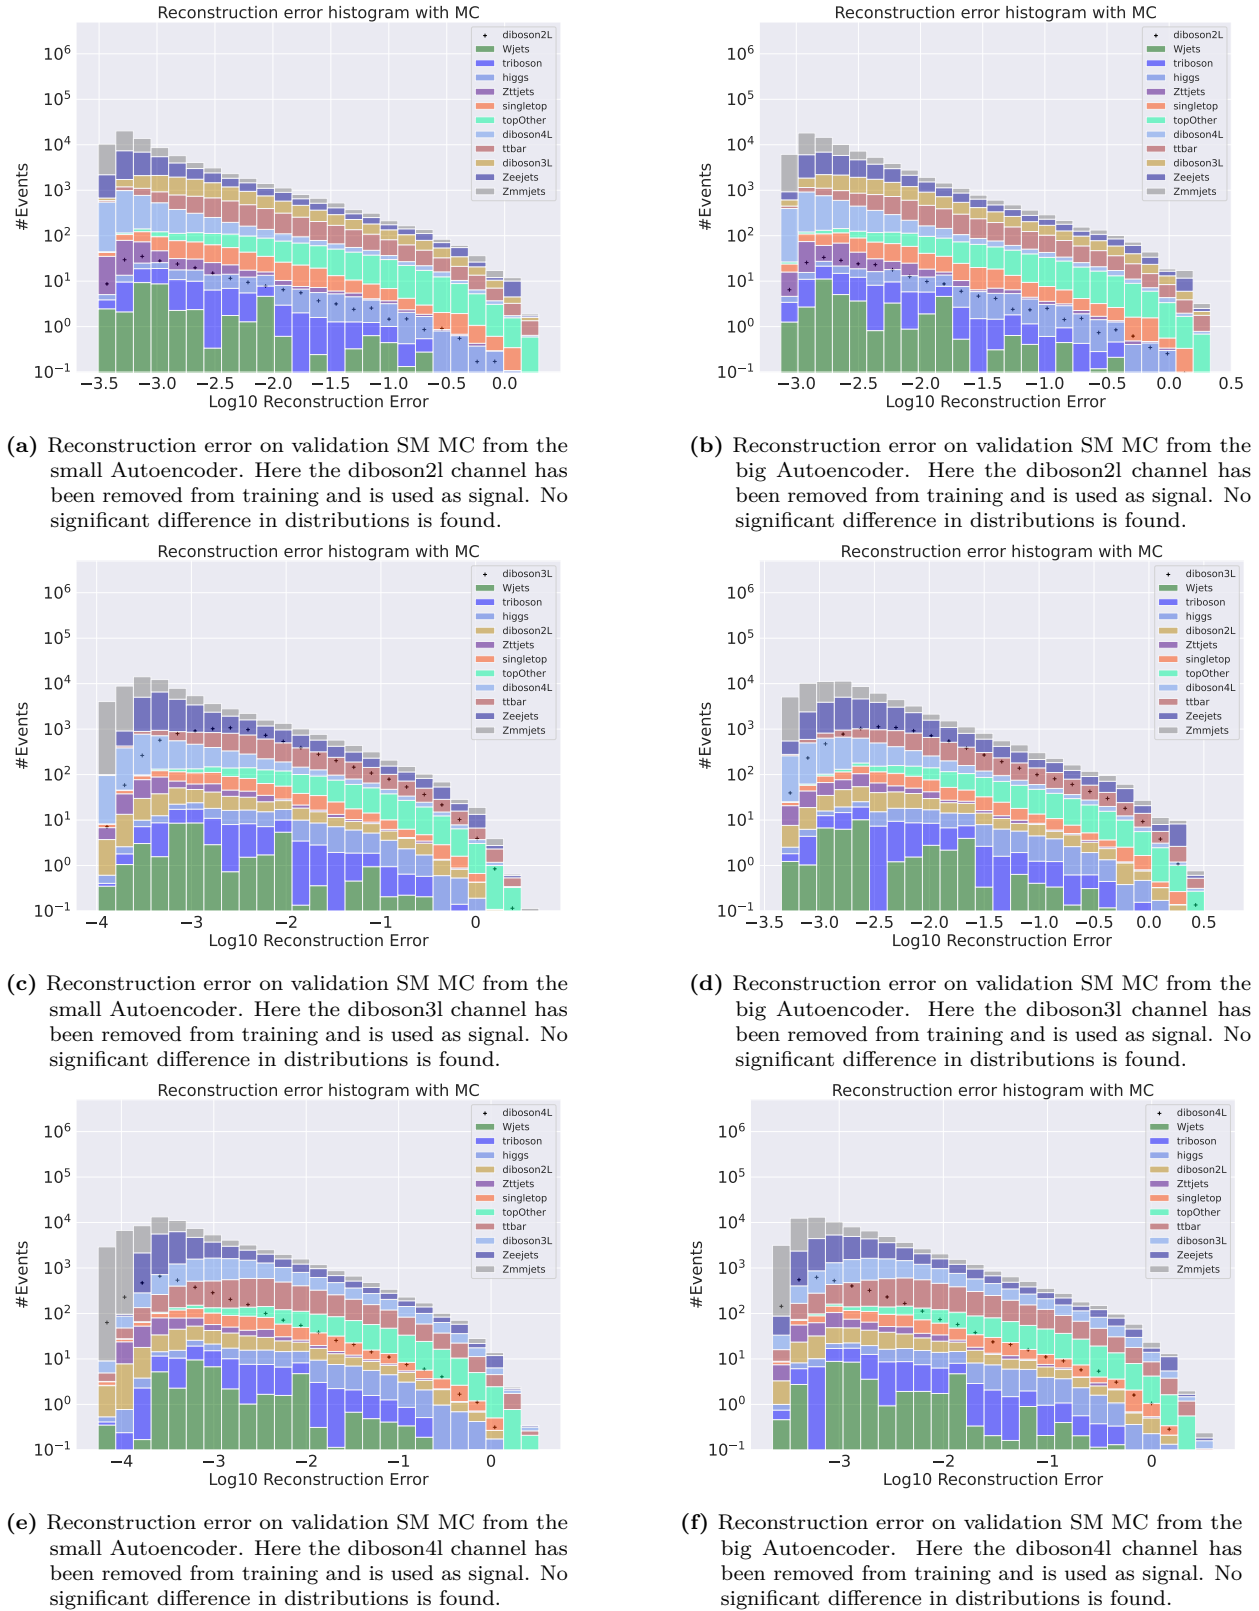 Reconstruction error histogram with MC
#Events
10^6
10^5
10^4
10^3
10^2
10^1
10^0
10^−1
diboson2L
Wjets
triboson
higgs
Zttjets
singletop
topOther
diboson4L
ttbar
diboson3L
Zeejets
Zmmjets
−3.5 −3.0 −2.5 −2.0 −1.5 −1.0 −0.5 0.0
Log10 Reconstruction Error
(a) Reconstruction error on validation SM MC from the
small Autoencoder. Here the diboson2l channel has
been removed from training and is used as signal. No
significant difference in distributions is found.
Reconstruction error histogram with MC
#Events
10^6
10^5
10^4
10^3
10^2
10^1
10^0
10^−1
diboson2L
Wjets
triboson
higgs
Zttjets
singletop
topOther
diboson4L
ttbar
diboson3L
Zeejets
Zmmjets
−3.0 −2.5 −2.0 −1.5 −1.0 −0.5 0.0 0.5
Log10 Reconstruction Error
(b) Reconstruction error on validation SM MC from the
big Autoencoder. Here the diboson2l channel has
been removed from training and is used as signal. No
significant difference in distributions is found.
Reconstruction error histogram with MC
#Events
10^6
10^5
10^4
10^3
10^2
10^1
10^0
10^−1
diboson3L
Wjets
triboson
higgs
diboson2L
Zttjets
singletop
topOther
diboson4L
ttbar
Zeejets
Zmmjets
−4 −3 −2 −1 0
Log10 Reconstruction Error
(c) Reconstruction error on validation SM MC from the
small Autoencoder. Here the diboson3l channel has
been removed from training and is used as signal. No
significant difference in distributions is found.
Reconstruction error histogram with MC
#Events
10^6
10^5
10^4
10^3
10^2
10^1
10^0
10^−1
diboson3L
Wjets
triboson
higgs
diboson2L
Zttjets
singletop
topOther
diboson4L
ttbar
Zeejets
Zmmjets
−3.5 −3.0 −2.5 −2.0 −1.5 −1.0 −0.5 0.0 0.5
Log10 Reconstruction Error
(d) Reconstruction error on validation SM MC from the
big Autoencoder. Here the diboson3l channel has
been removed from training and is used as signal. No
significant difference in distributions is found.
Reconstruction error histogram with MC
#Events
10^6
10^5
10^4
10^3
10^2
10^1
10^0
10^−1
diboson4L
Wjets
triboson
higgs
diboson2L
Zttjets
singletop
topOther
ttbar
diboson3L
Zeejets
Zmmjets
−4 −3 −2 −1 0
Log10 Reconstruction Error
(e) Reconstruction error on validation SM MC from the
small Autoencoder. Here the diboson4l channel has
been removed from training and is used as signal. No
significant difference in distributions is found.
Reconstruction error histogram with MC
#Events
10^6
10^5
10^4
10^3
10^2
10^1
10^0
10^−1
diboson4L
Wjets
triboson
higgs
diboson2L
Zttjets
singletop
topOther
ttbar
diboson3L
Zeejets
Zmmjets
−3 −2 −1 0
Log10 Reconstruction Error
(f) Reconstruction error on validation SM MC from the
big Autoencoder. Here the diboson4l channel has
been removed from training and is used as signal. No
significant difference in distributions is found.